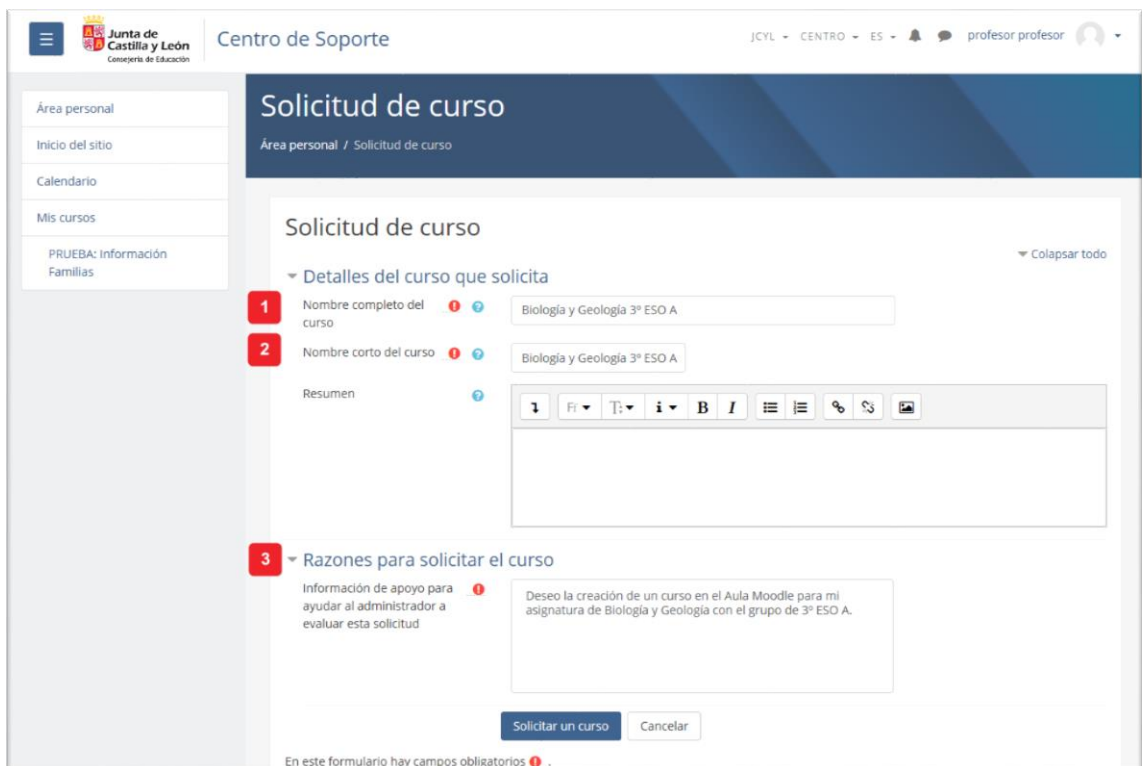 Junta de
Castilla y León
Consejería de Educación
Centro de Soporte
JCYL CENTRO ES profesor profesor
Área personal
Inicio del sitio
Calendario
Mis cursos
PRUEBA: Información
Familias
Solicitud de curso
Área personal / Solicitud de curso
Solicitud de curso
Colapsar todo
Detalles del curso que solicita
1 Nombre completo del
curso
Biología y Geología 3º ESO A
2 Nombre corto del curso
Biología y Geología 3º ESO A
Resumen
B I
3 Razones para solicitar el curso
Información de apoyo para
ayudar al administrador a
evaluar esta solicitud
Deseo la creación de un curso en el Aula Moodle para mi
asignatura de Biología y Geología con el grupo de 3º ESO A.
Solicitar un curso Cancelar
En este formulario hay campos obligatorios .